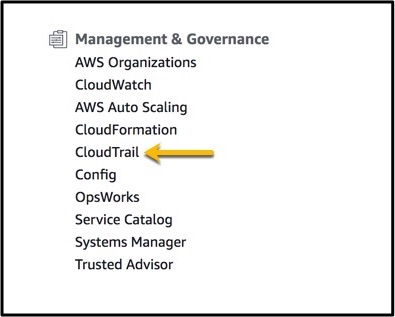 Management & Governance
AWS Organizations
CloudWatch
AWS Auto Scaling
CloudFormation
CloudTrail
Config
OpsWorks
Service Catalog
Systems Manager
Trusted Advisor